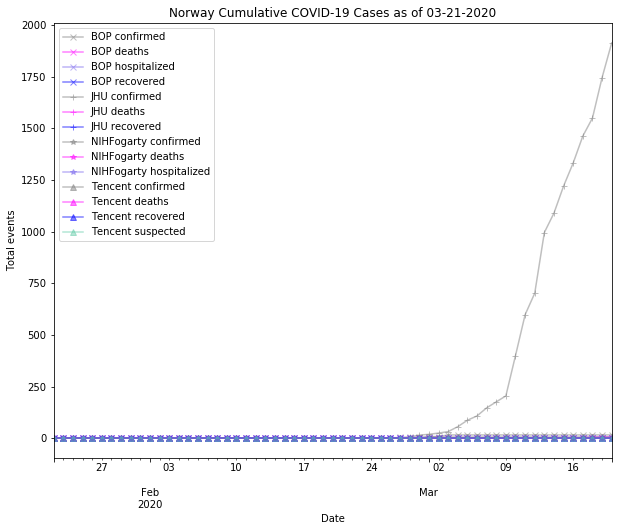 Norway Cumulative COVID-19 Cases as of 03-21-2020
2000
1750
1500
1250
1000
750
500
250
0
Total events
BOP confirmed
BOP deaths
BOP hospitalized
BOP recovered
JHU confirmed
JHU deaths
JHU recovered
NIHFogarty confirmed
NIHFogarty deaths
NIHFogarty hospitalized
Tencent confirmed
Tencent deaths
Tencent recovered
Tencent suspected
27 03 10 17 24 02 09 16
Feb Mar
2020
Date